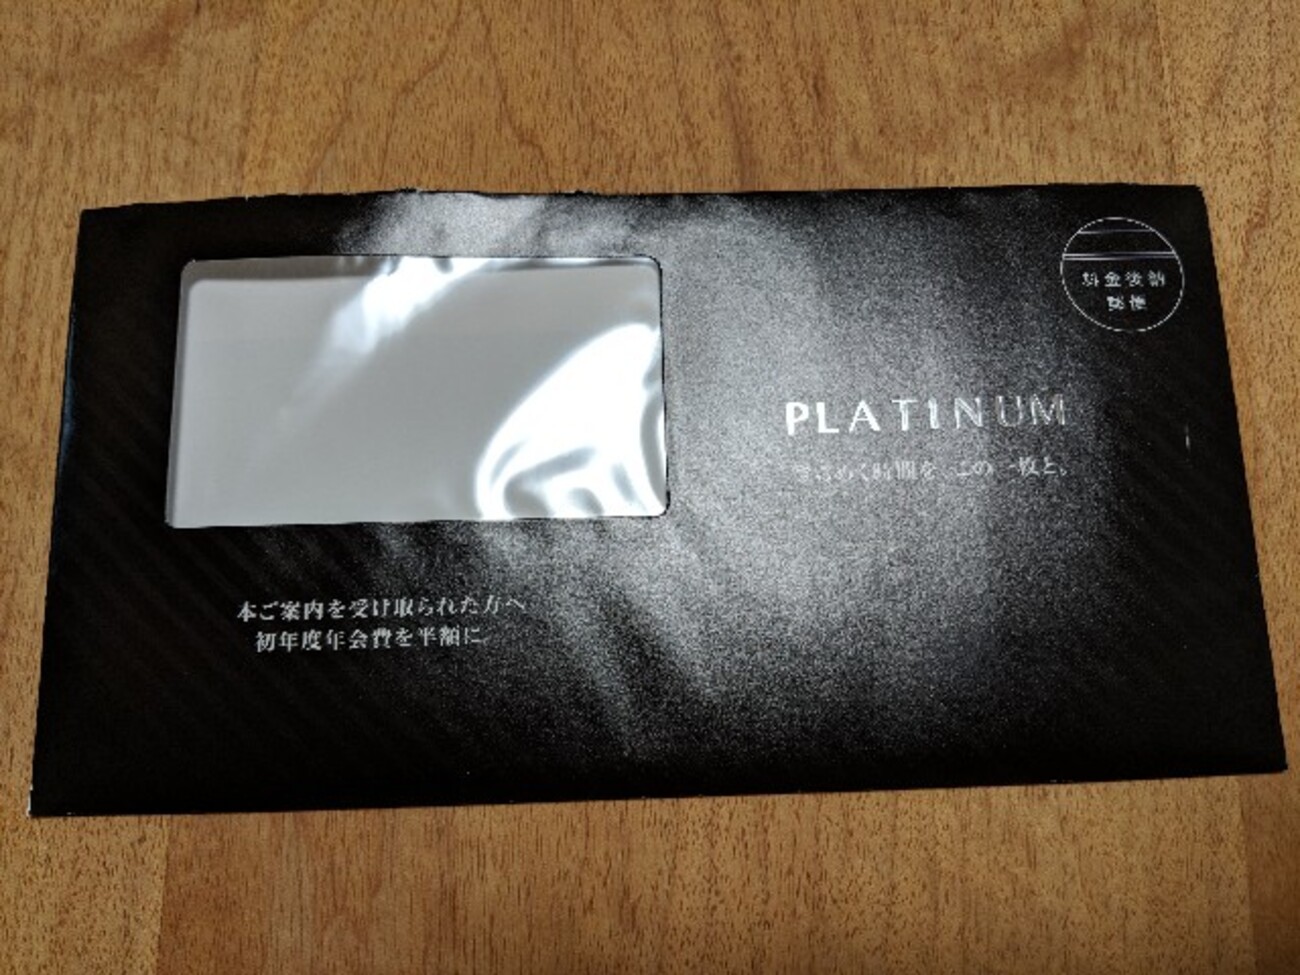 料金後納
郵便
PLATINUM
きらめく時間を、この一枚と。
本ご案内を受け取られた方へ
初年度年会費を半額に